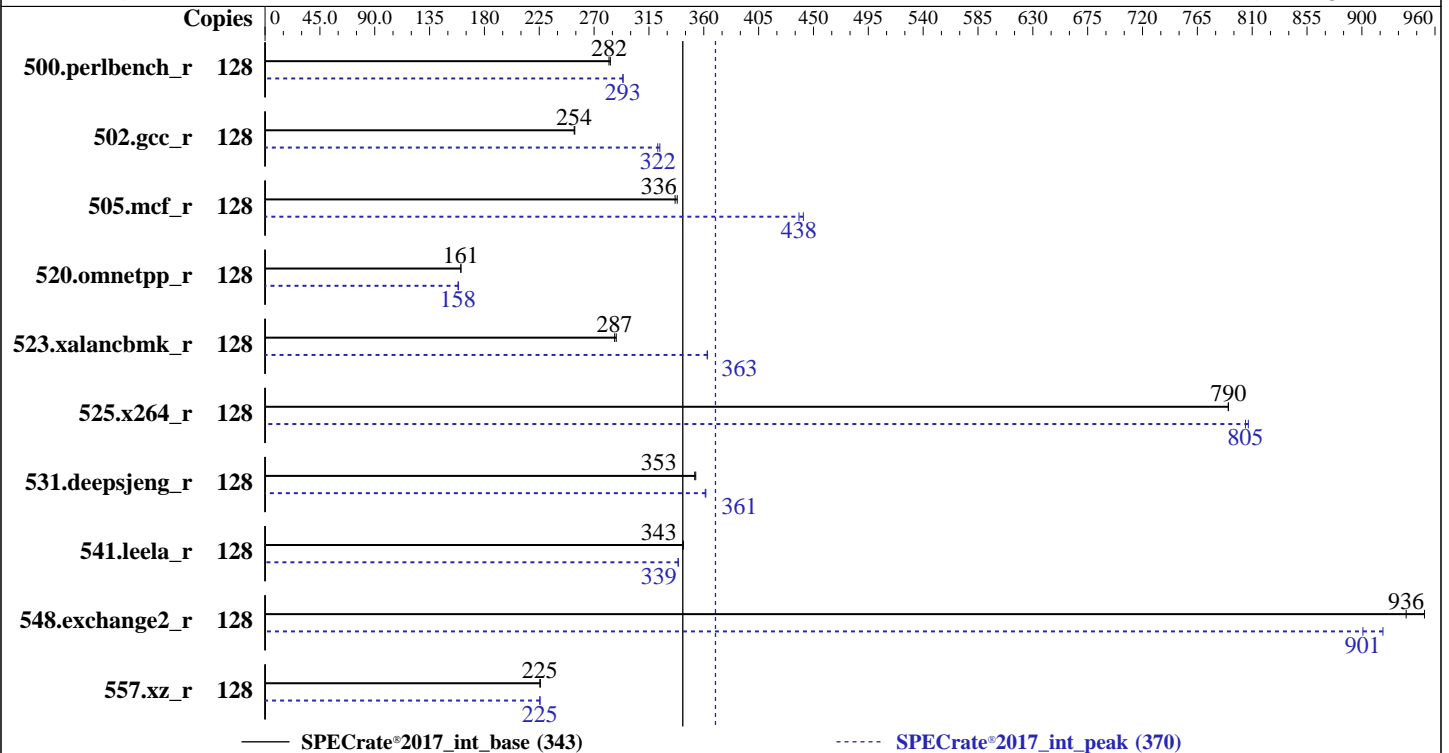 Copies 0 45.0 90.0 135 180 225 270 315 360 405 450 495 540 585 630 675 720 765 810 855 900 960
500.perlbench_r 128 282
293
502.gcc_r 128 254
322
505.mcf_r 128 336
438
520.omnetpp_r 128 161
158
523.xalancbmk_r 128 287
363
525.x264_r 128 790
805
531.deepsjeng_r 128 353
361
541.leela_r 128 343
339
548.exchange2_r 128 936
901
557.xz_r 128 225
225
SPECrate®2017_int_base (343) SPECrate®2017_int_peak (370)